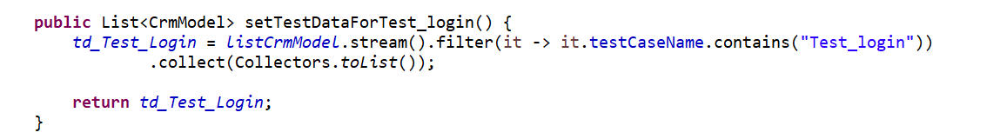 public List<CrmModel> setTestDataForTest_login() {
td_Test_Login = listCrmModel.stream().filter(it -> it.testCaseName.contains("Test_login"))
.collect(Collectors.toList());
return td_Test_Login;
}